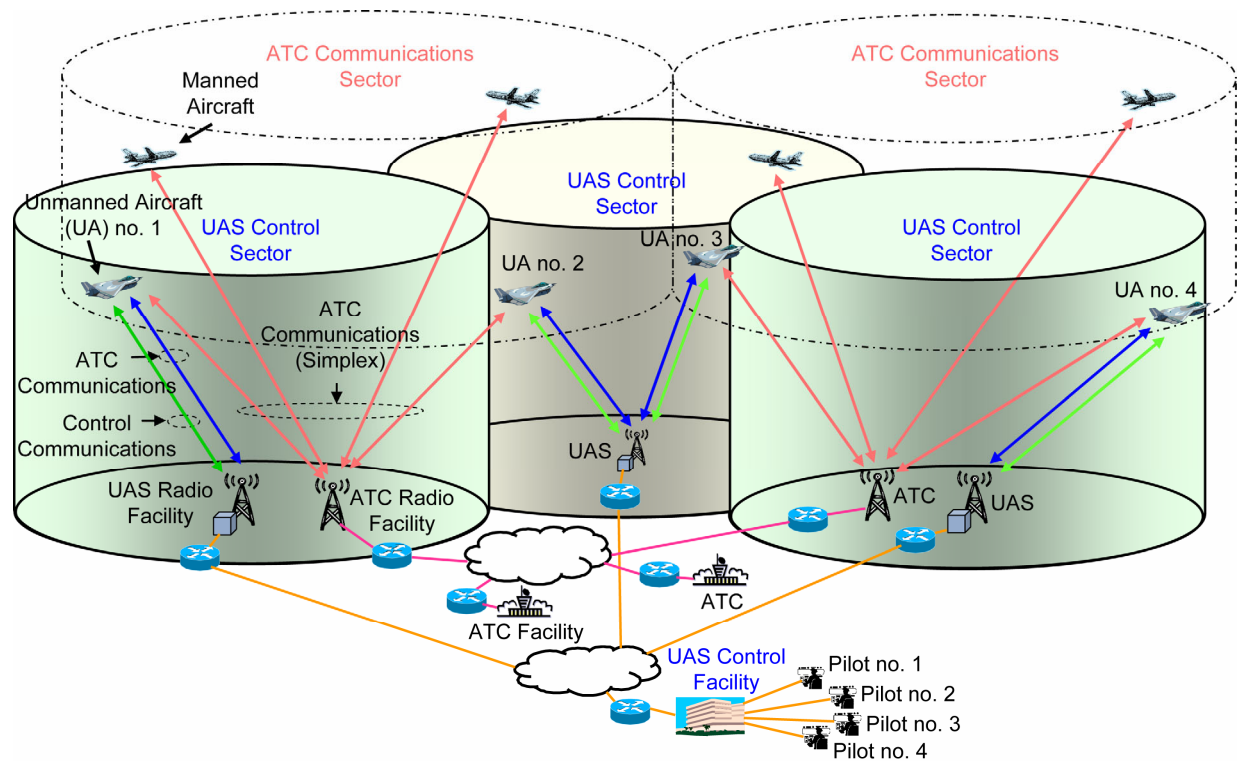 ATC Communications
Sector
ATC Communications
Sector
Manned
Aircraft
Unmanned Aircraft
(UA) no. 1
UAS Control
Sector
UAS Control
Sector
UAS Control
Sector
UA no. 2
UA no. 3
UA no. 4
ATC
Communications
(Simplex)
ATC
Communications
Control
Communications
UAS Radio
Facility
ATC Radio
Facility
UAS
ATC
UAS
ATC Facility
ATC
UAS Control
Facility
Pilot no. 1
Pilot no. 2
Pilot no. 3
Pilot no. 4